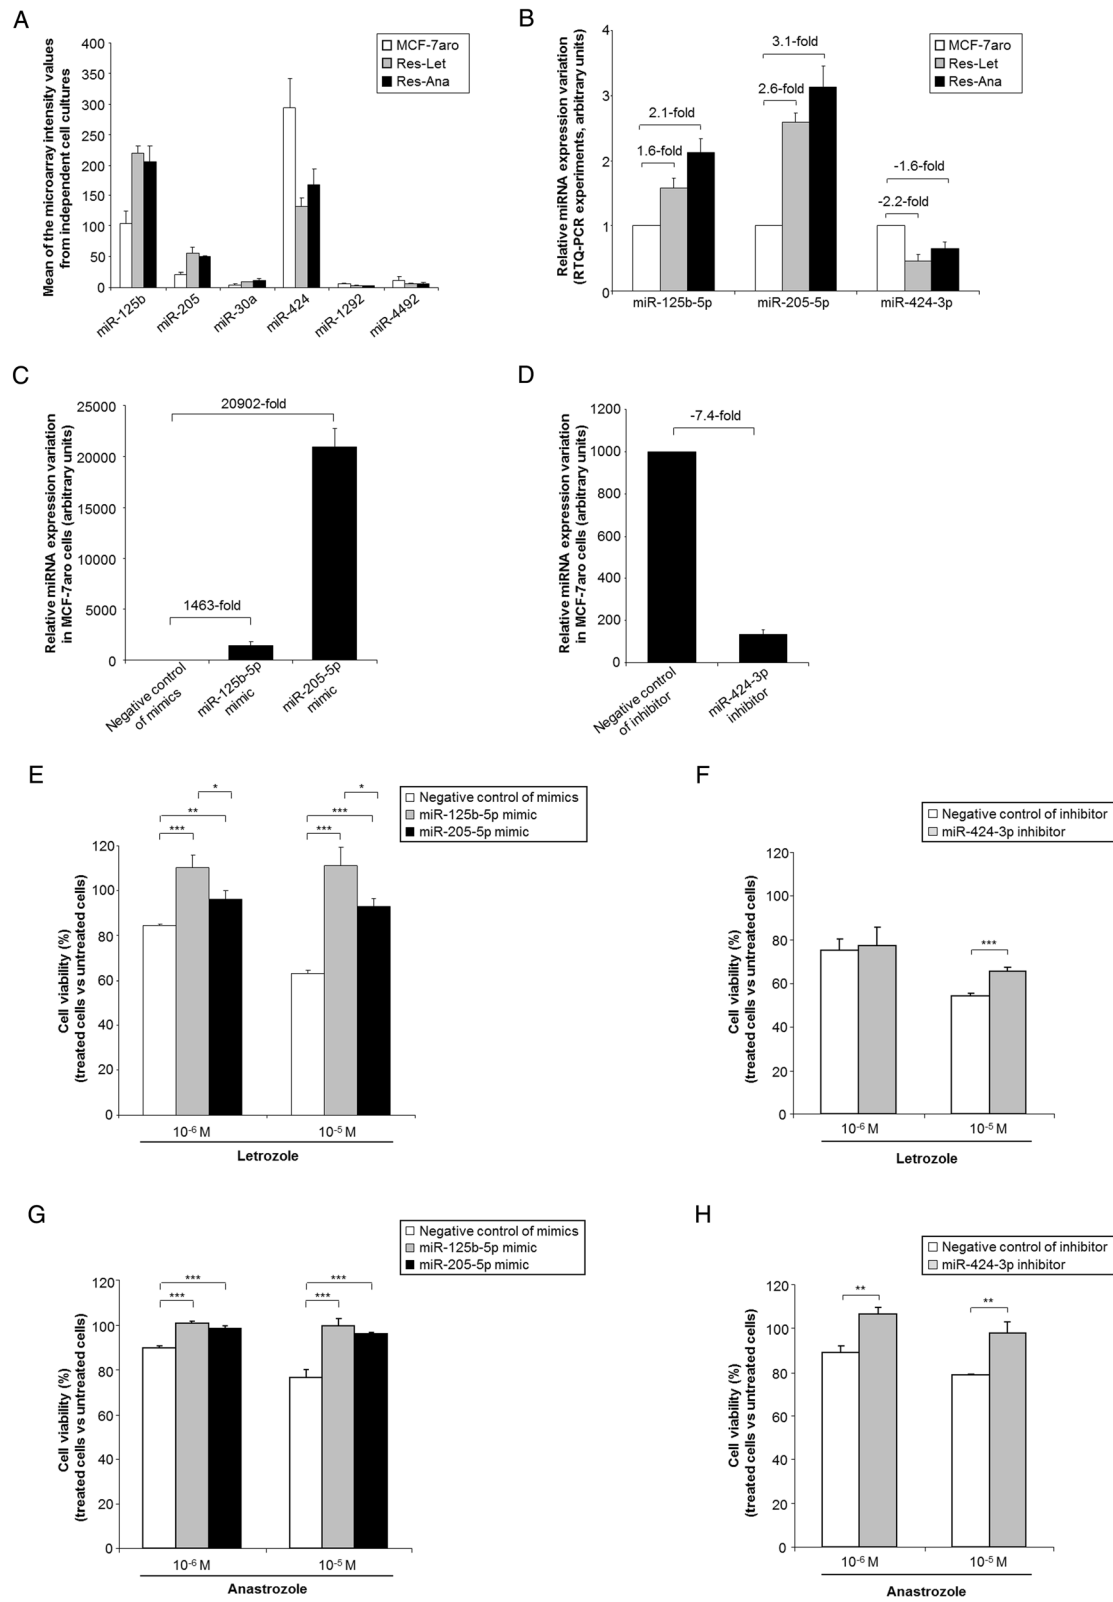 A
Mean of the microarray intensity values
from independent cell cultures
400
350
300
250
200
150
100
50
0
MCF-7aro
Res-Let
Res-Ana
miR-125b
miR-205
miR-30a
miR-424
miR-1292
miR-4492
B
Relative miRNA expression variation
(RTQ-PCR experiments, arbitrary units)
4
3
2
1
0
MCF-7aro
Res-Let
Res-Ana
2.1-fold
1.6-fold
3.1-fold
2.6-fold
-1.6-fold
-2.2-fold
miR-125b-5p
miR-205-5p
miR-424-3p
C
Relative miRNA expression variation
in MCF-7aro cells (arbitrary units)
25000
20000
15000
10000
5000
0
20902-fold
1463-fold
Negative control
of mimics
miR-125b-5p
mimic
miR-205-5p
mimic
D
Relative miRNA expression variation
in MCF-7aro cells (arbitrary units)
1200
1000
800
600
400
200
0
-7.4-fold
Negative control
of inhibitor
miR-424-3p
inhibitor
E
Negative control of mimics
miR-125b-5p mimic
miR-205-5p mimic
Cell viability (%)
(treated cells vs untreated cells)
120
100
80
60
40
20
0
*
**
***
*
***
***
10-6 M
10-5 M
Letrozole
F
Negative control of inhibitor
miR-424-3p inhibitor
Cell viability (%)
(treated cells vs untreated cells)
120
100
80
60
40
20
0
***
10-6 M
10-5 M
Letrozole
G
Negative control of mimics
miR-125b-5p mimic
miR-205-5p mimic
Cell viability (%)
(treated cells vs untreated cells)
120
100
80
60
40
20
0
***
***
***
***
10-6 M
10-5 M
Anastrozole
H
Negative control of inhibitor
miR-424-3p inhibitor
Cell viability (%)
(treated cells vs untreated cells)
120
100
80
60
40
20
0
**
**
10-6 M
10-5 M
Anastrozole